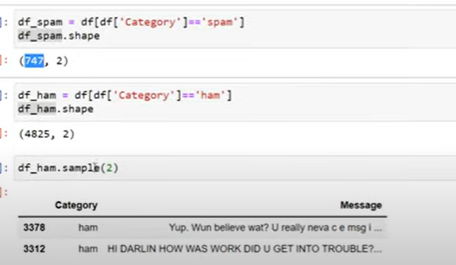 ]: df_spam = df[df['Category']=='spam']
df_spam.shape
]: (747, 2)
]: df_ham = df[df['Category']=='ham']
df_ham.shape
]: (4825, 2)
]: df_ham.sample(2)
]:
Category Message
3378 ham Yup. Wun believe wat? U really neva c e msg i ...
3312 ham HI DARLIN HOW WAS WORK DID U GET INTO TROUBLE?...